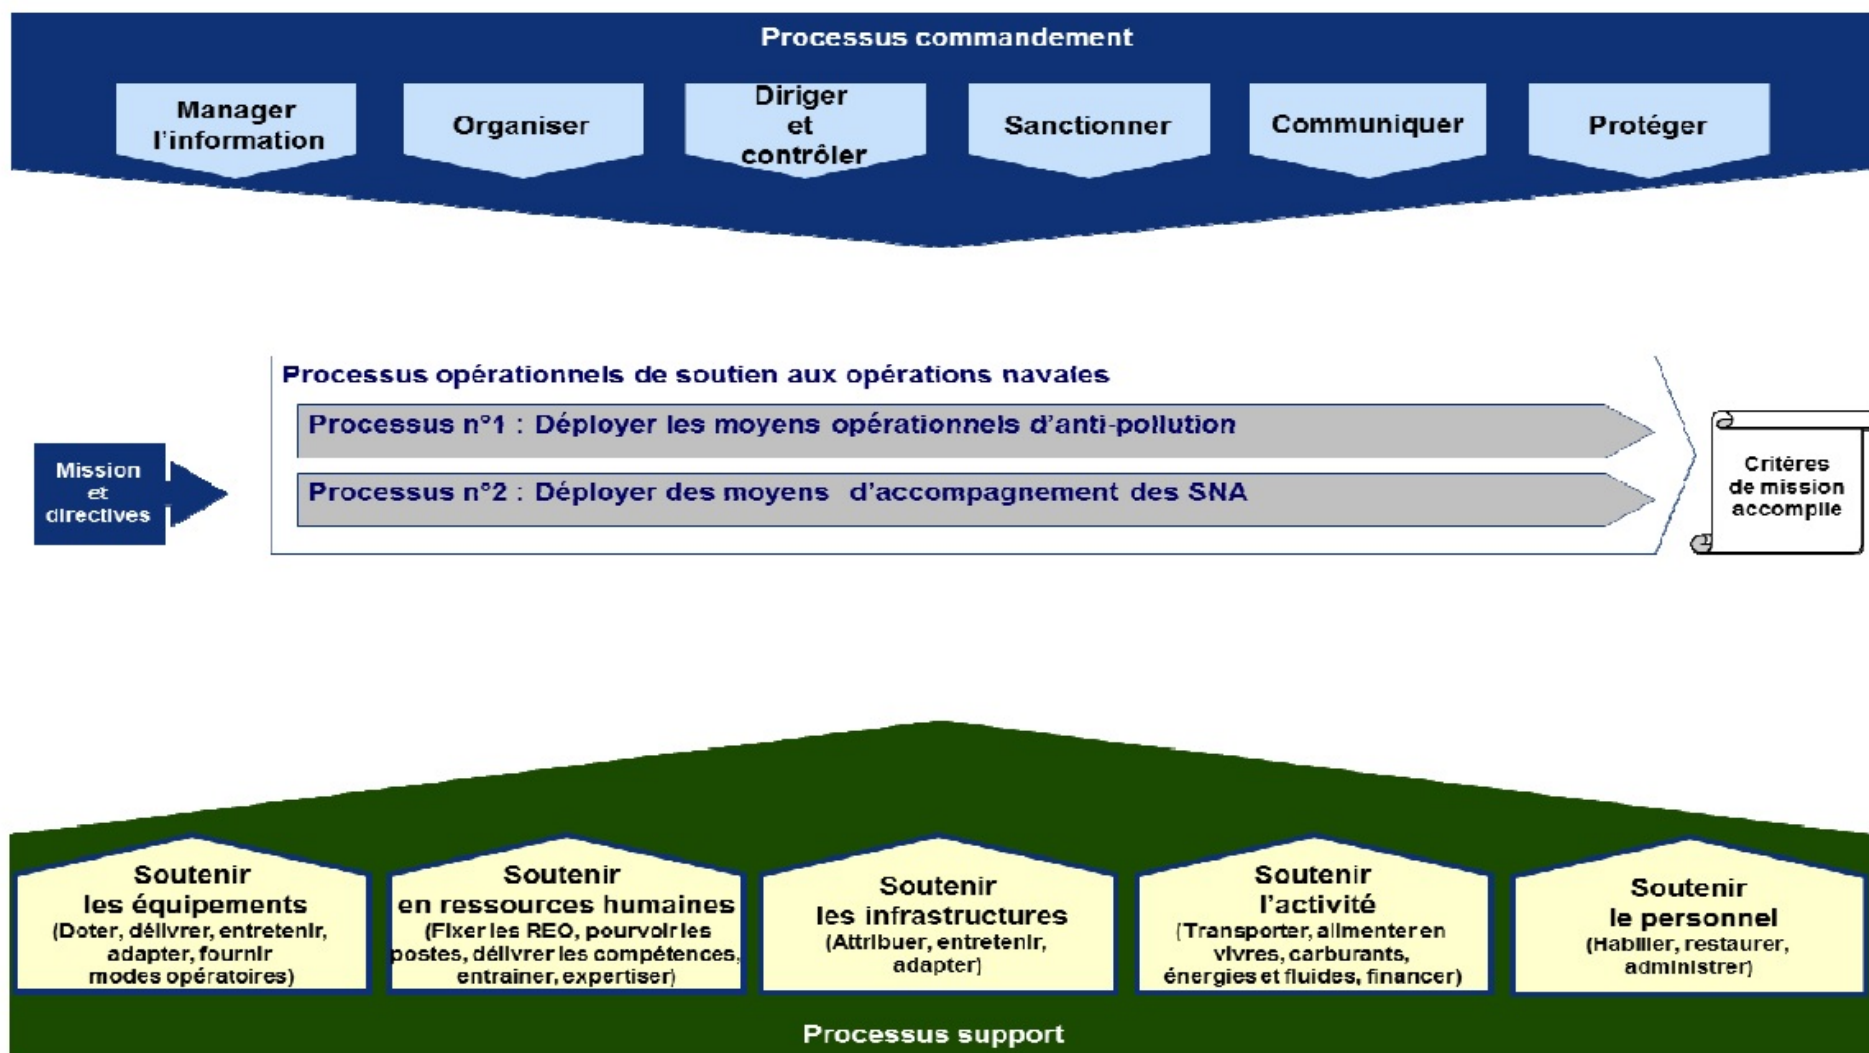 Processus commandement
Manager
l'information
Organiser
Diriger
et
contrôler
Sanctionner
Communiquer
Protéger
Processus opérationnels de soutien aux opérations navales
Processus n°1 : Déployer les moyens opérationnels d'anti-pollution
Processus n°2 : Déployer des moyens d'accompagnement des SNA
Mission
et
directives
Critères
de mission
accomplie
Soutenir
les équipements
(Doter, délivrer, entretenir,
adapter, fournir
modes opératoires)
Soutenir
en ressources humaines
(Fixer les REO, pourvoir les
postes, délivrer les compétences,
entrainer, expertiser)
Soutenir
les infrastructures
(Attribuer, entretenir,
adapter)
Soutenir
l'activité
(Transporter, alimenter en
vivres, carburants,
énergies et fluides, financer)
Soutenir
le personnel
(Habiller, restaurer,
administrer)
Processus support